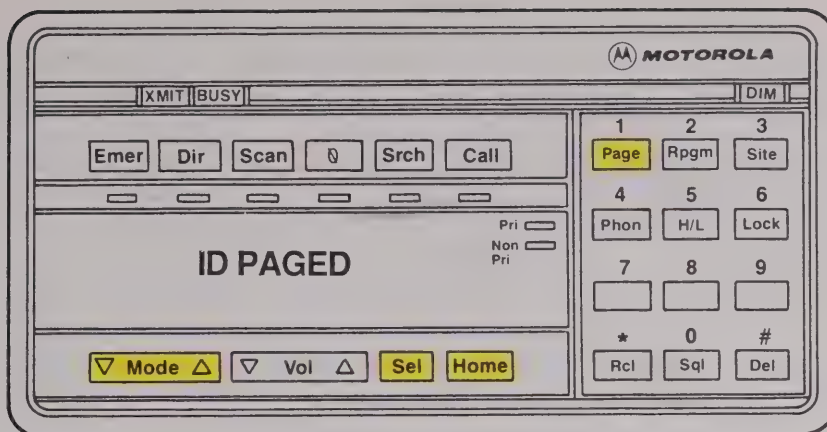 MOTOROLA
XMIT BUSY DIM
1 2 3
Emer Dir Scan 0 Srch Call
Page Rpgm Site
4 5 6
Pri
Phon H/L Lock
Non
Pri
ID PAGED
7 8 9
* 0 #
Mode Vol Sel Home
Rcl Sql Del